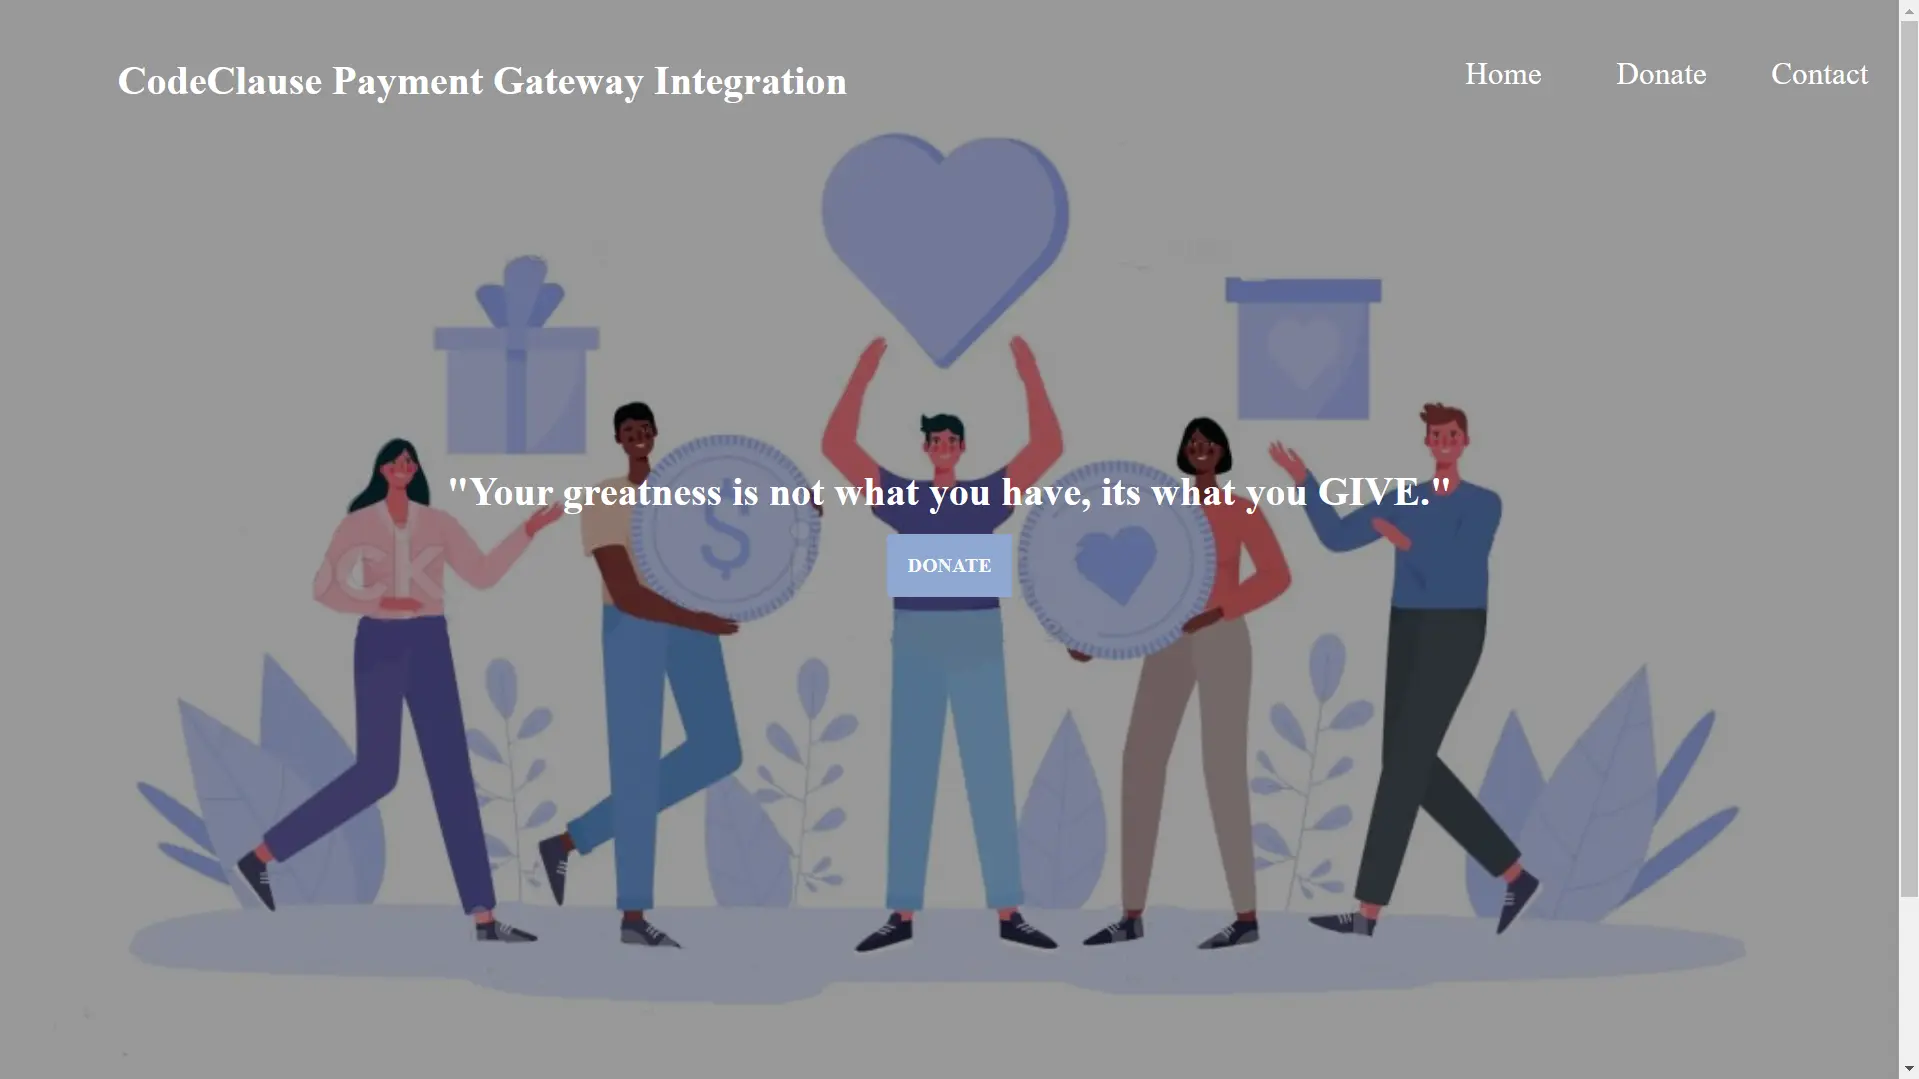 CodeClause Payment Gateway Integration
Home Donate Contact
"Your greatness is not what you have, its what you GIVE."
$
DONATE
ck